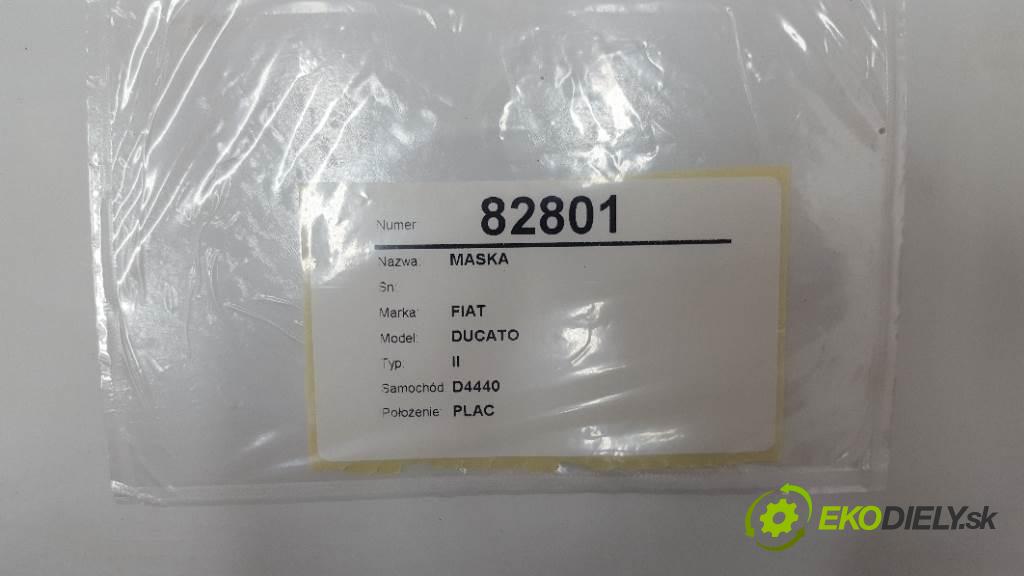 Numer 82801
Nazwa: MASKA
Sn:
Marka: FIAT
Model: DUCATO
Typ: II
Samochód D4440
Położenie: PLAC
EKODIELY.sk